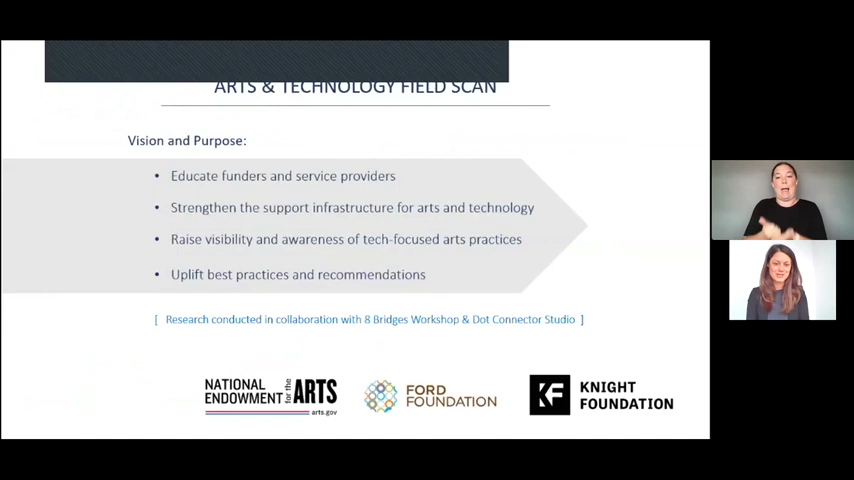 ARTS & TECHNOLOGY FIELD SCAN
Vision and Purpose:
• Educate funders and service providers
• Strengthen the support infrastructure for arts and technology
• Raise visibility and awareness of tech-focused arts practices
• Uplift best practices and recommendations
[ Research conducted in collaboration with 8 Bridges Workshop & Dot Connector Studio ]
NATIONAL ENDOWMENT for the ARTS
arts.gov
FORD FOUNDATION
KF KNIGHT FOUNDATION